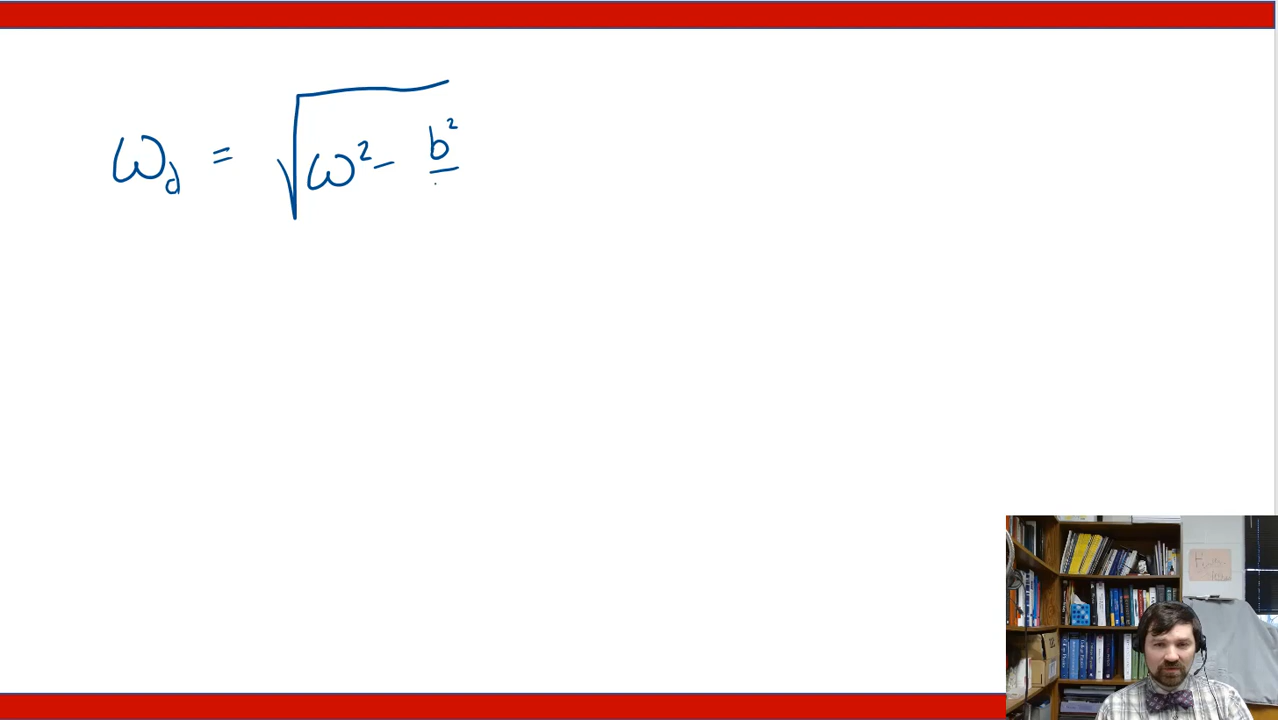 ω_d = √(ω² - b²/